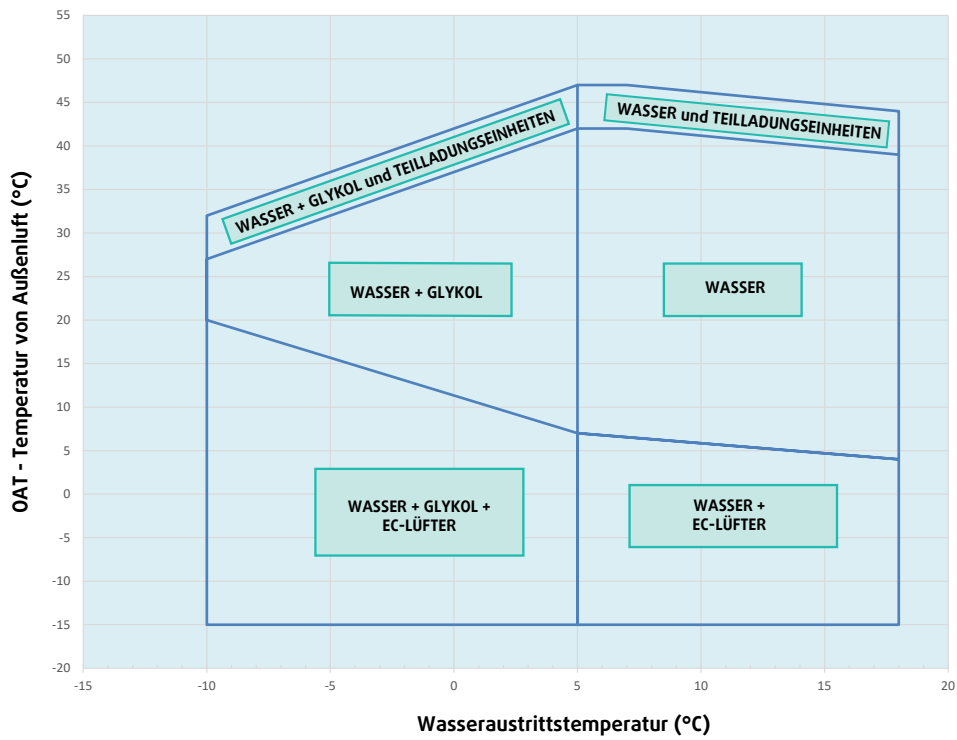 55
50
45
40
35
30
25
20
15
10
5
0
-5
-10
-15
-20
-15
-10
-5
0
5
10
15
20
OAT - Temperatur von Außenluft (°C)
Wasseraustrittstemperatur (°C)
WASSER + GLYKOL und TEILLADUNGSEINHEITEN
WASSER und TEILLADUNGSEINHEITEN
WASSER + GLYKOL
WASSER
WASSER + GLYKOL +
EC-LÜFTER
WASSER +
EC-LÜFTER